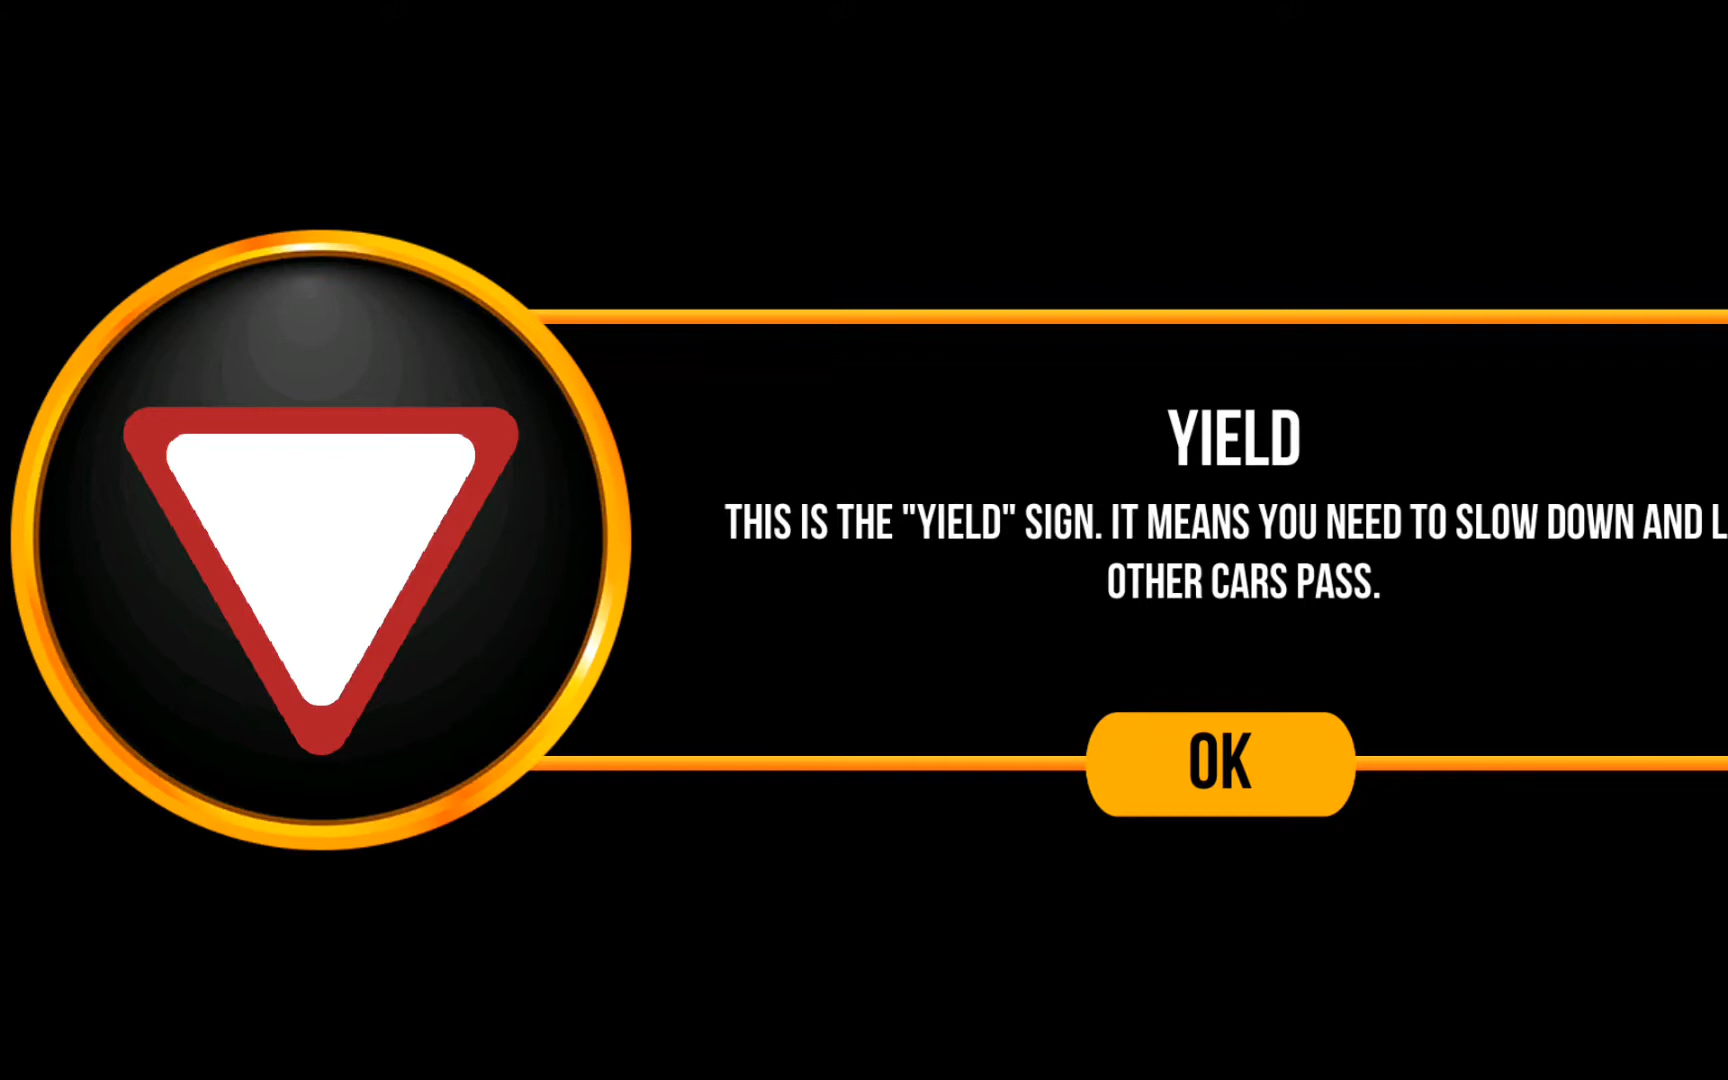 YIELD
THIS IS THE "YIELD" SIGN. IT MEANS YOU NEED TO SLOW DOWN AND
OTHER CARS PASS.
OK